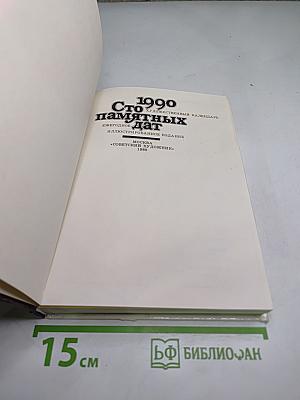 1990
Сто
ХУДОЖЕСТВЕННЫЙ КАЛЕНДАРЬ
памятных
ЕЖЕГОДНОЕ
дат
ИЛЛЮСТРИРОВАННОЕ ИЗДАНИЕ
МОСКВА
«СОВЕТСКИЙ ХУДОЖНИК»
1989
15 см
БФ БИБЛИОФАН